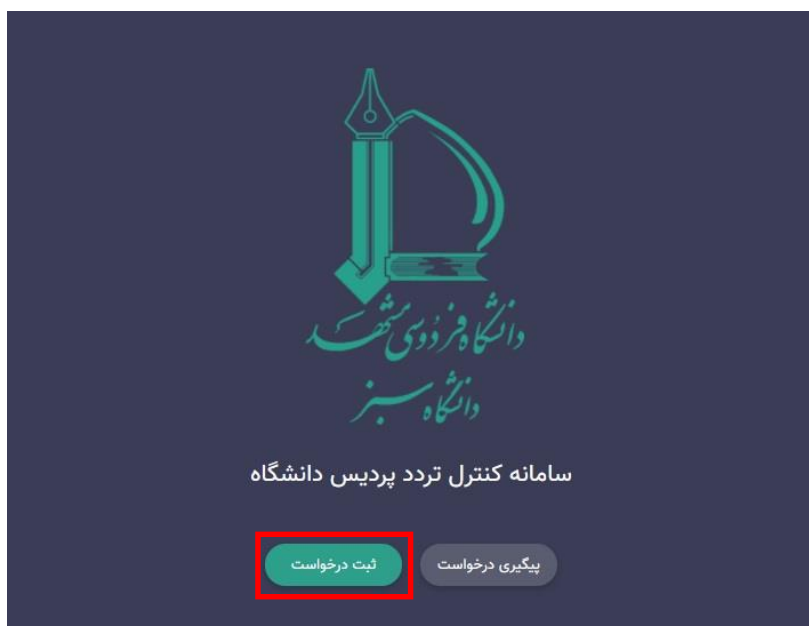 دانشگاه فردوسی مشهد
دانشگاه سبز
سامانه کنترل تردد پردیس دانشگاه
پیگیری درخواست
ثبت درخواست